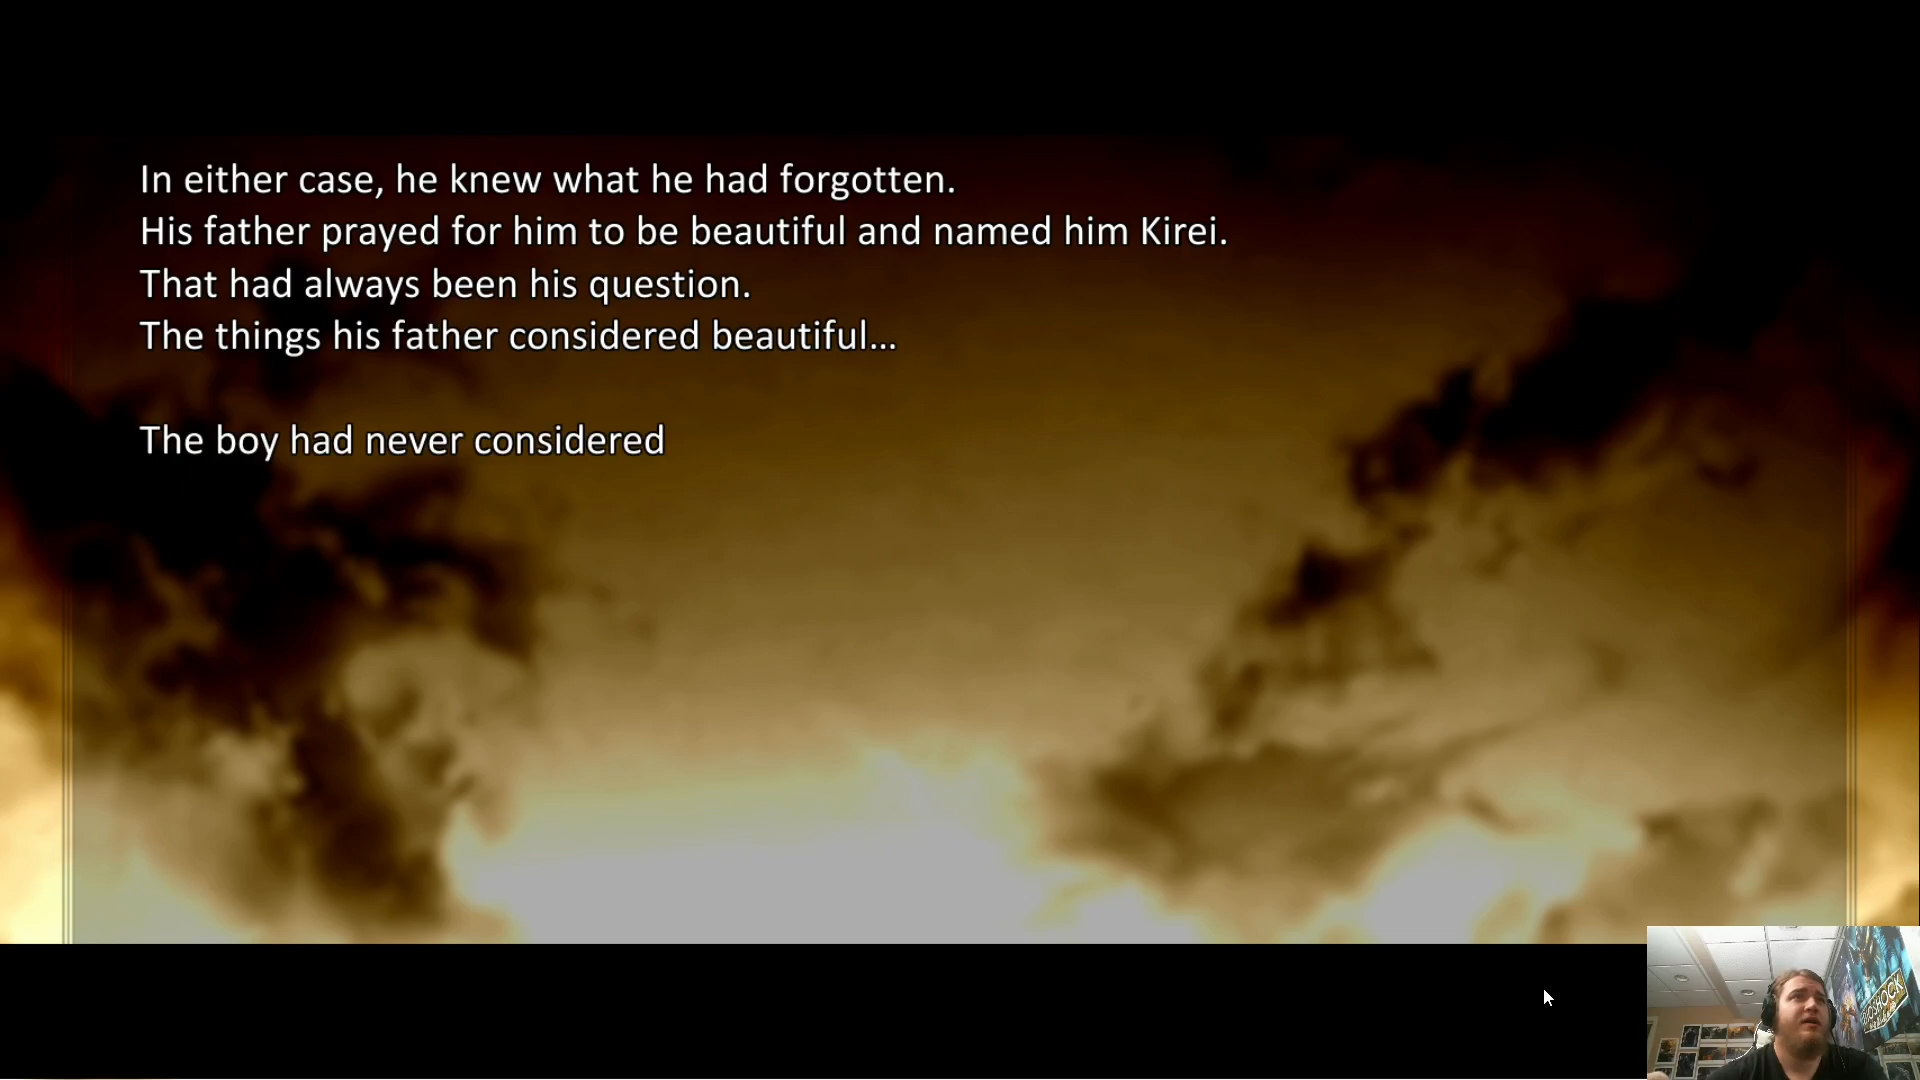 In either case, he knew what he had forgotten.
His father prayed for him to be beautiful and named him Kirei.
That had always been his question.
The things his father considered beautiful...
The boy had never considered
BIOSHOCK